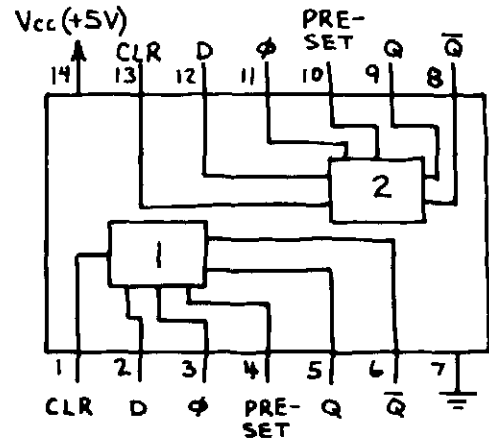 Vcc (+5V) CLR D ϕ PRE-SET Q Q̅
14 13 12 11 10 9 8
2
1
1 2 3 4 5 6 7
CLR D ϕ PRE-SET Q Q̅